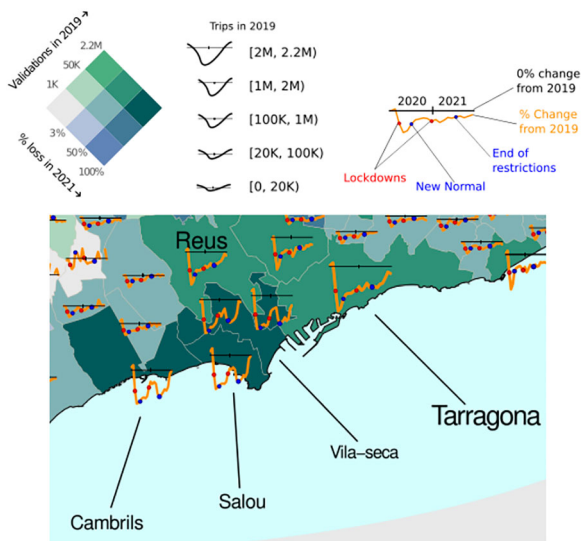 Validations in 2019→
2.2M
50K
1K
3%
50%
100%
% loss in 2021→
Trips in 2019
[2M, 2.2M)
[1M, 2M)
[100K, 1M)
[20K, 100K)
[0, 20K)
2020 2021
0% change
from 2019
% Change
from 2019
Lockdowns
New Normal
End of
restrictions
Reus
Tarragona
Vila-seca
Salou
Cambrils